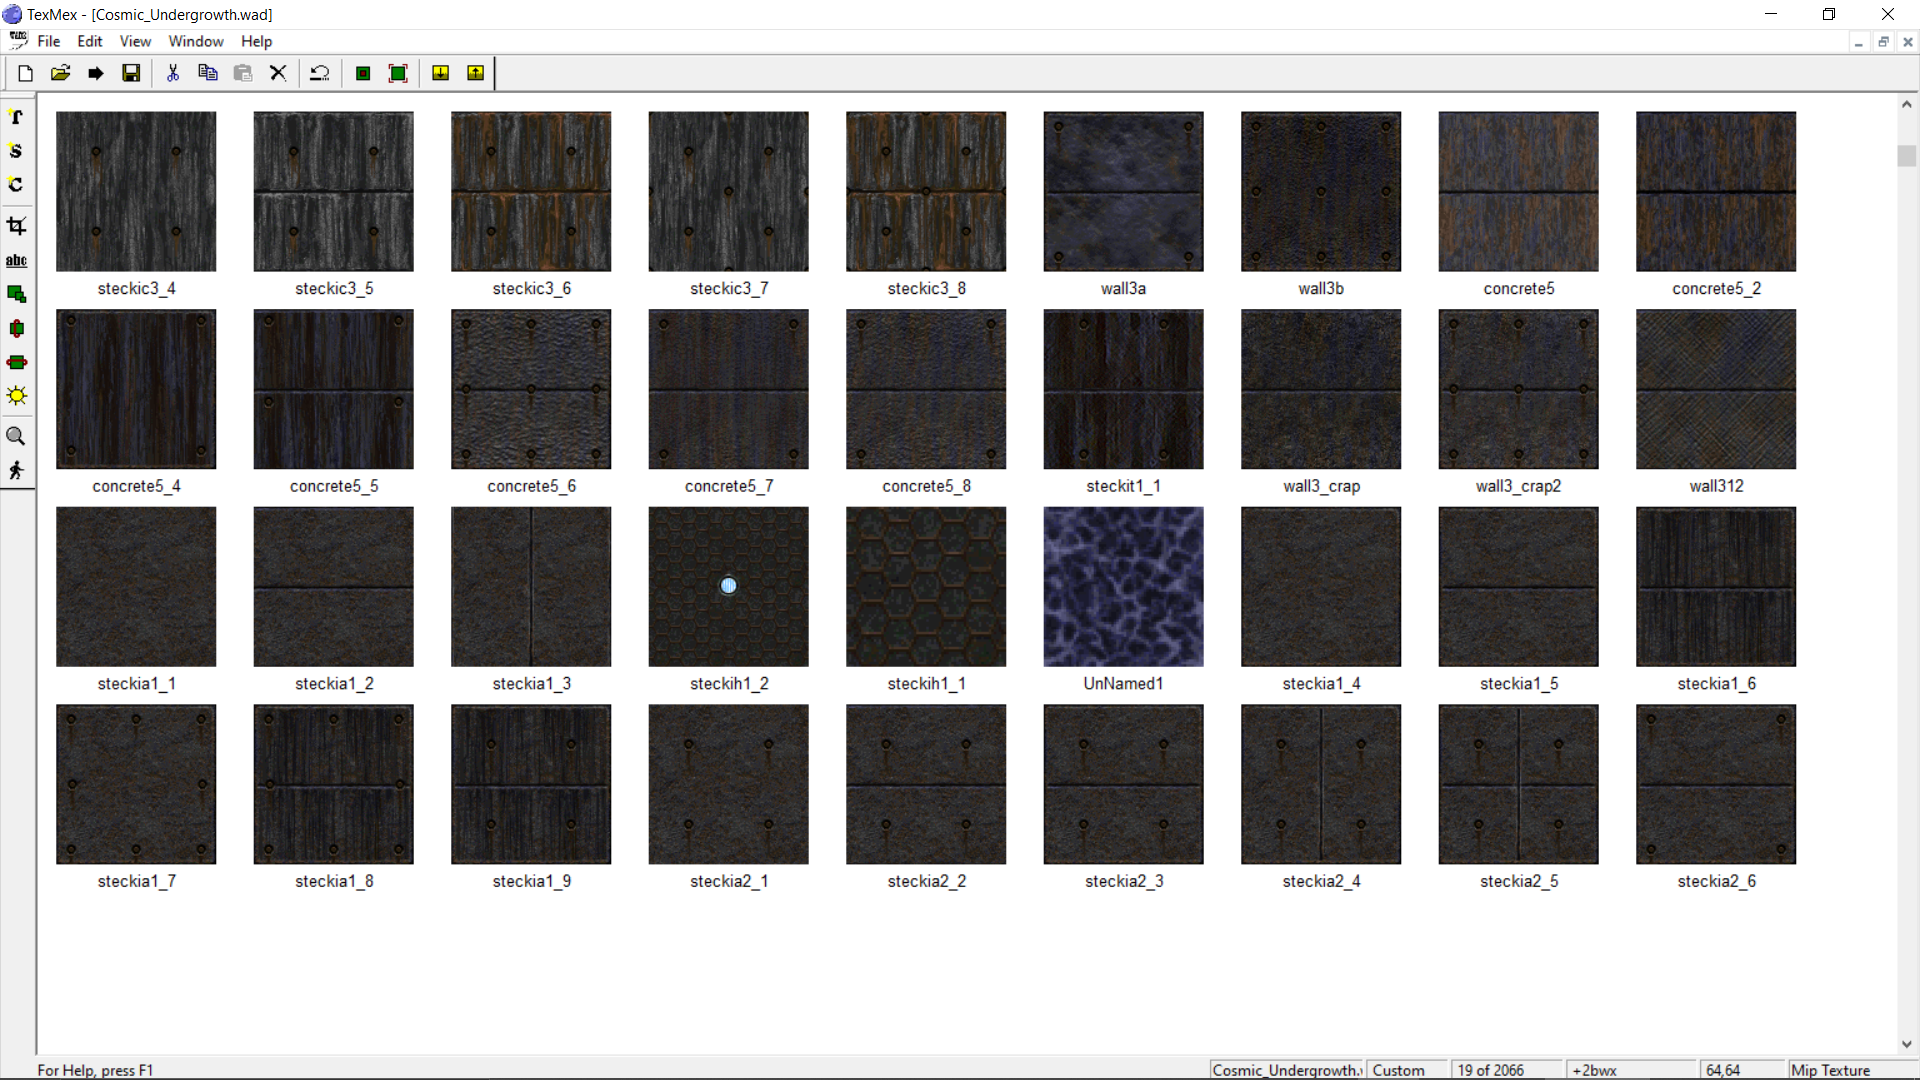 TexMex - [Cosmic_Undergrowth.wad]
File Edit View Window Help
T
S
C
abc
steckic3_4 steckic3_5 steckic3_6 steckic3_7 steckic3_8 wall3a wall3b concrete5 concrete5_2
concrete5_4 concrete5_5 concrete5_6 concrete5_7 concrete5_8 steckit1_1 wall3_crap wall3_crap2 wall312
steckia1_1 steckia1_2 steckia1_3 steckih1_2 steckih1_1 UnNamed1 steckia1_4 steckia1_5 steckia1_6
steckia1_7 steckia1_8 steckia1_9 steckia2_1 steckia2_2 steckia2_3 steckia2_4 steckia2_5 steckia2_6
For Help, press F1 Cosmic_Undergrowth. Custom 19 of 2066 +2bwx 64,64 Mip Texture